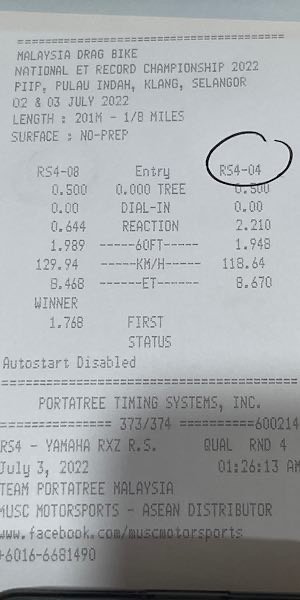 MALAYSIA DRAG BIKE
NATIONAL ET RECORD CHAMPIONSHIP 2022
PIIP, PULAU INDAH, KLANG, SELANGOR
02 & 03 JULY 2022
LENGTH : 201M - 1/8 MILES
SURFACE : NO-PREP
RS4-08 Entry RS4-04
0.500 0.000 TREE 0.500
0.00 DIAL-IN 0.00
0.644 REACTION 2.210
1.989 -----60FT----- 1.948
129.94 -----KM/H----- 118.64
8.468 ------ET------ 8.670
WINNER
1.768 FIRST
STATUS
Autostart Disabled
PORTATREE TIMING SYSTEMS, INC.
373/374 600214
RS4 - YAMAHA RXZ R.S. QUAL RND 4
July 3, 2022 01:26:13 AM
TEAM PORTATREE MALAYSIA
MUSC MOTORSPORTS - ASEAN DISTRIBUTOR
www.facebook.com/muscmotorsports
+6016-6681490